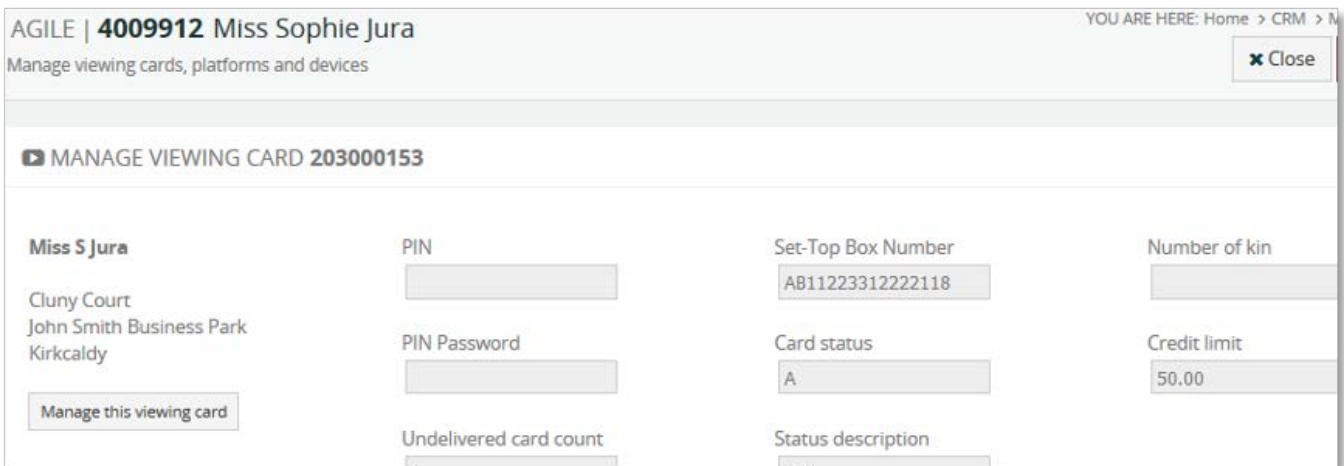 AGILE | 4009912 Miss Sophie Jura
YOU ARE HERE: Home > CRM >
Manage viewing cards, platforms and devices
✖ Close
MANAGE VIEWING CARD 203000153
Miss S Jura
Cluny Court
John Smith Business Park
Kirkcaldy
Manage this viewing card
PIN
PIN Password
Undelivered card count
Set-Top Box Number
AB11223312222118
Card status
A
Status description
Number of kin
Credit limit
50.00